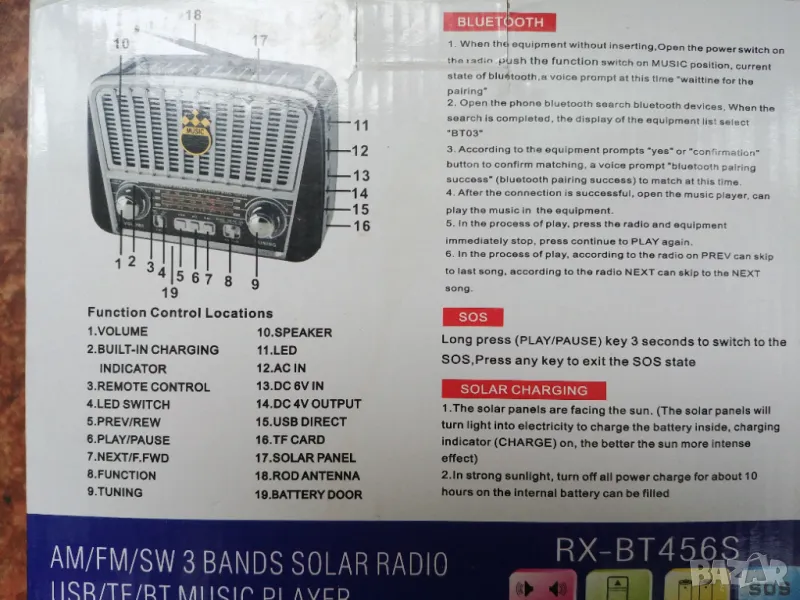 18
10
17
MUSIC
11
12
13
14
15
16
1 2 3 4 5 6 7 8 9
19
TUNING
Function Control Locations
1.VOLUME
2.BUILT-IN CHARGING
INDICATOR
3.REMOTE CONTROL
4.LED SWITCH
5.PREV/REW
6.PLAY/PAUSE
7.NEXT/F.FWD
8.FUNCTION
9.TUNING
10.SPEAKER
11.LED
12.AC IN
13.DC 6V IN
14.DC 4V OUTPUT
15.USB DIRECT
16.TF CARD
17.SOLAR PANEL
18.ROD ANTENNA
19.BATTERY DOOR
BLUETOOTH
1. When the equipment without inserting,Open the power switch on
the radio, push the function switch on MUSIC position, current
state of bluetooth,a voice prompt at this time "waittine for the
pairing"
2. Open the phone bluetooth search bluetooth devices, When the
search is completed, the display of the equipment list select
"BT03"
3. According to the equipment prompts "yes" or "confirmation"
button to confirm matching, a voice prompt "bluetooth pairing
success" (bluetooth pairing success) to match at this time.
4. After the connection is successful, open the music player, can
play the music in the equipment.
5. In the process of play, press the radio and equipment
immediately stop, press continue to PLAY again.
6. In the process of play, according to the radio on PREV can skip
to last song, according to the radio NEXT can skip to the NEXT
song.
SOS
Long press (PLAY/PAUSE) key 3 seconds to switch to the
SOS,Press any key to exit the SOS state
SOLAR CHARGING
1.The solar panels are facing the sun. (The solar panels will
turn light into electricity to charge the battery inside, charging
indicator (CHARGE) on, the better the sun more intense
effect)
2.In strong sunlight, turn off all power charge for about 10
hours on the internal battery can be filled
AM/FM/SW 3 BANDS SOLAR RADIO
USB/TF/BT MUSIC PLAYER
RX-BT456S
SOS
BAZAR